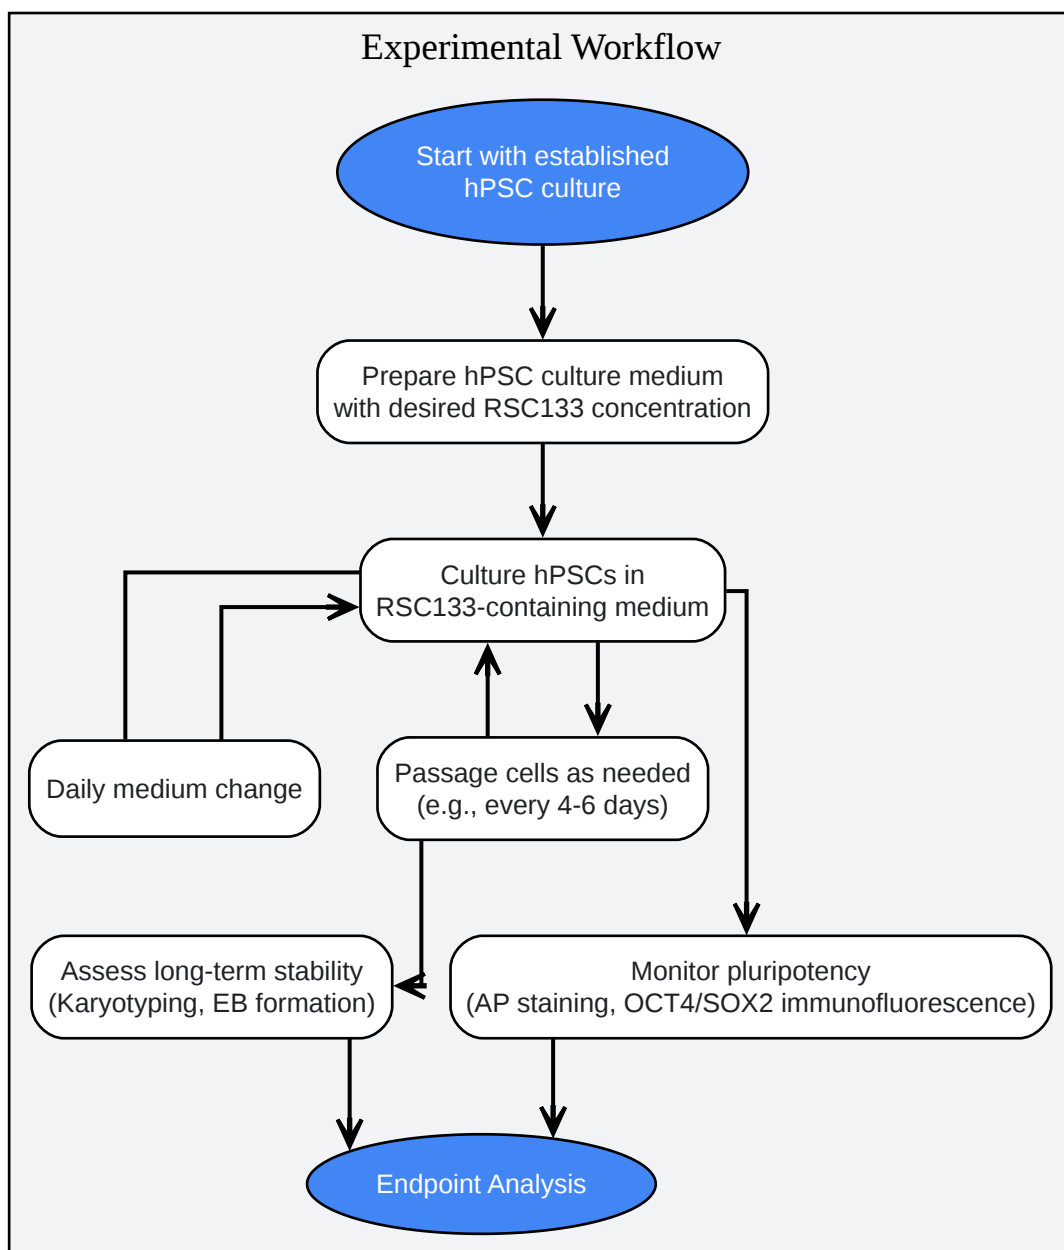 Experimental Workflow
Start with established
hPSC culture
Prepare hPSC culture medium
with desired RSC133 concentration
Culture hPSCs in
RSC133-containing medium
Daily medium change
Passage cells as needed
(e.g., every 4-6 days)
Assess long-term stability
(Karyotyping, EB formation)
Monitor pluripotency
(AP staining, OCT4/SOX2 immunofluorescence)
Endpoint Analysis